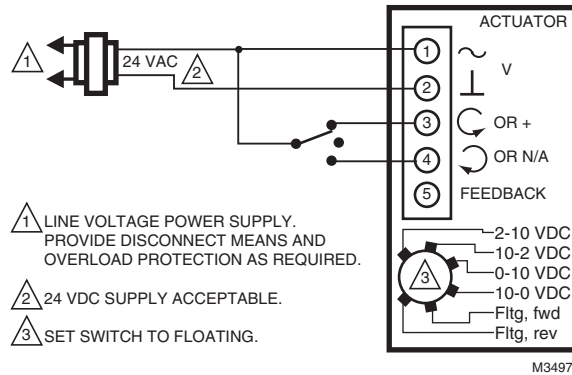 ACTUATOR
1
24 VAC
2
1
V
2
3
OR +
4
OR N/A
5
FEEDBACK
1 LINE VOLTAGE POWER SUPPLY.
PROVIDE DISCONNECT MEANS AND
OVERLOAD PROTECTION AS REQUIRED.
2 24 VDC SUPPLY ACCEPTABLE.
3 SET SWITCH TO FLOATING.
3
2-10 VDC
10-2 VDC
0-10 VDC
10-0 VDC
Fltg, fwd
Fltg, rev
M3497